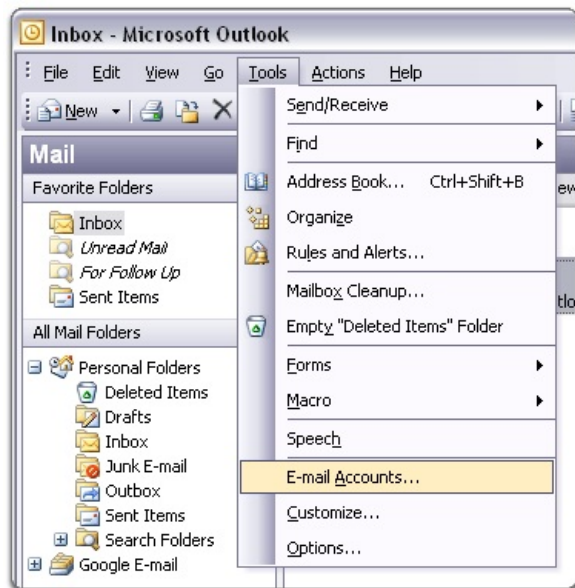 Inbox - Microsoft Outlook
File Edit View Go Tools Actions Help
New
Send/Receive
Find
Address Book... Ctrl+Shift+B
Organize
Rules and Alerts...
Mailbox Cleanup...
Empty "Deleted Items" Folder
Forms
Macro
Speech
E-mail Accounts...
Customize...
Options...
Mail
Favorite Folders
Inbox
Unread Mail
For Follow Up
Sent Items
All Mail Folders
Personal Folders
Deleted Items
Drafts
Inbox
Junk E-mail
Outbox
Sent Items
Search Folders
Google E-mail